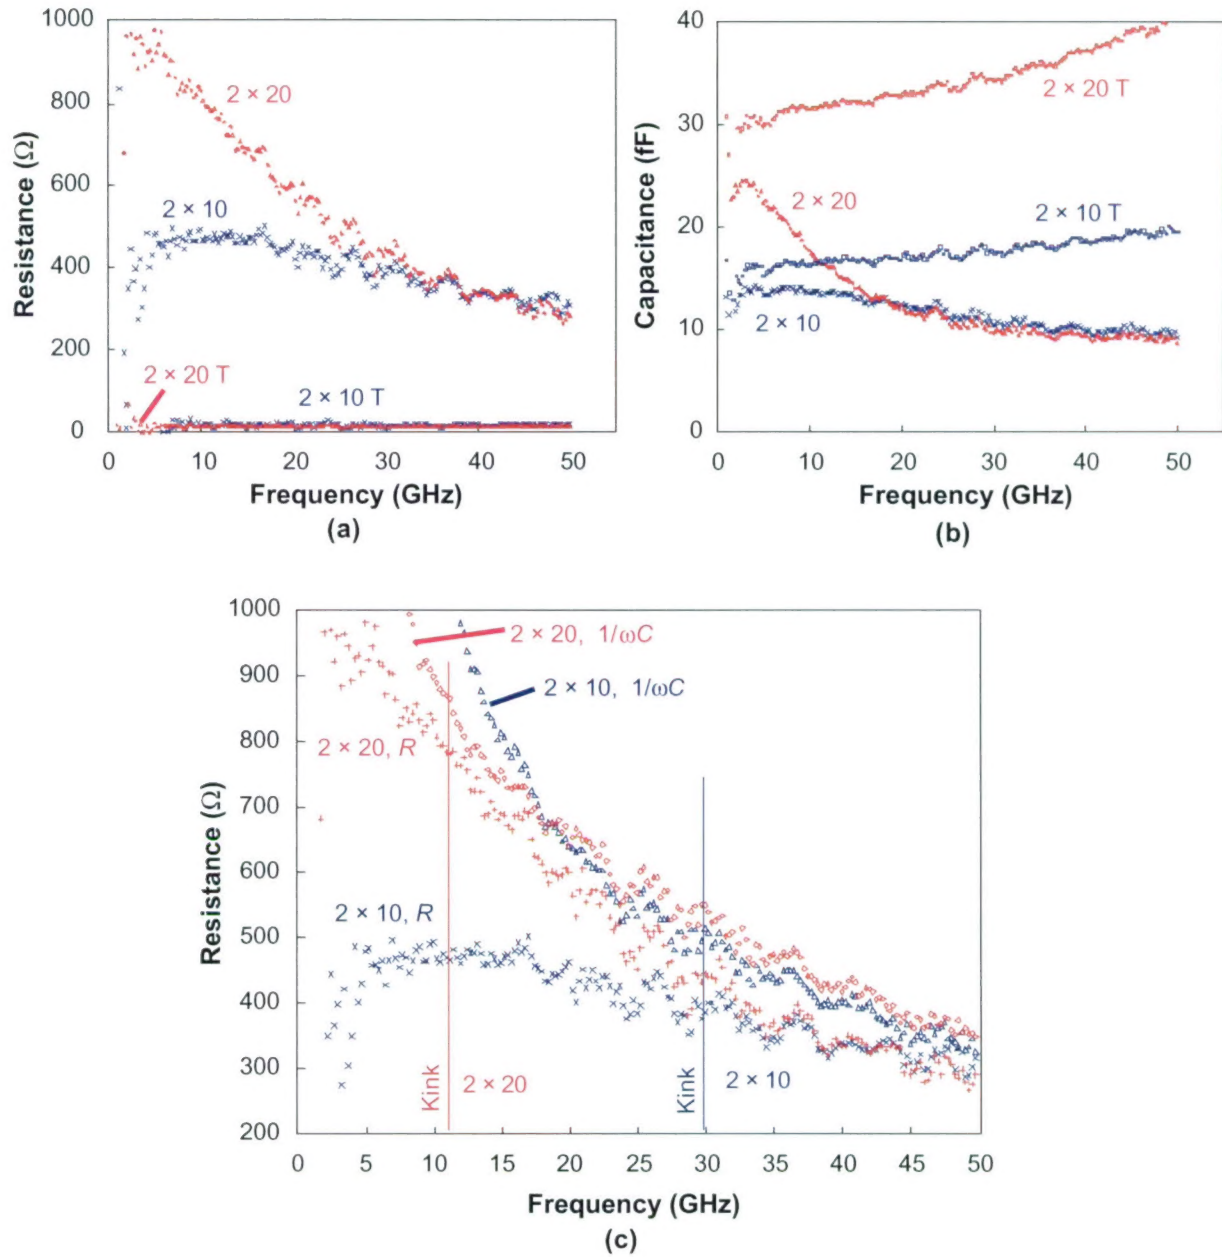 1000
800
600
400
200
0
Resistance (Ω)
2 × 20
2 × 10
2 × 20 T
2 × 10 T
0 10 20 30 40 50
Frequency (GHz)
(a)
40
30
20
10
0
Capacitance (fF)
2 × 20 T
2 × 20
2 × 10 T
2 × 10
0 10 20 30 40 50
Frequency (GHz)
(b)
1000
900
800
700
600
500
400
300
200
Resistance (Ω)
2 × 20, 1/ωC
2 × 10, 1/ωC
2 × 20, R
2 × 10, R
Kink
2 × 20
Kink
2 × 10
0 5 10 15 20 25 30 35 40 45 50
Frequency (GHz)
(c)